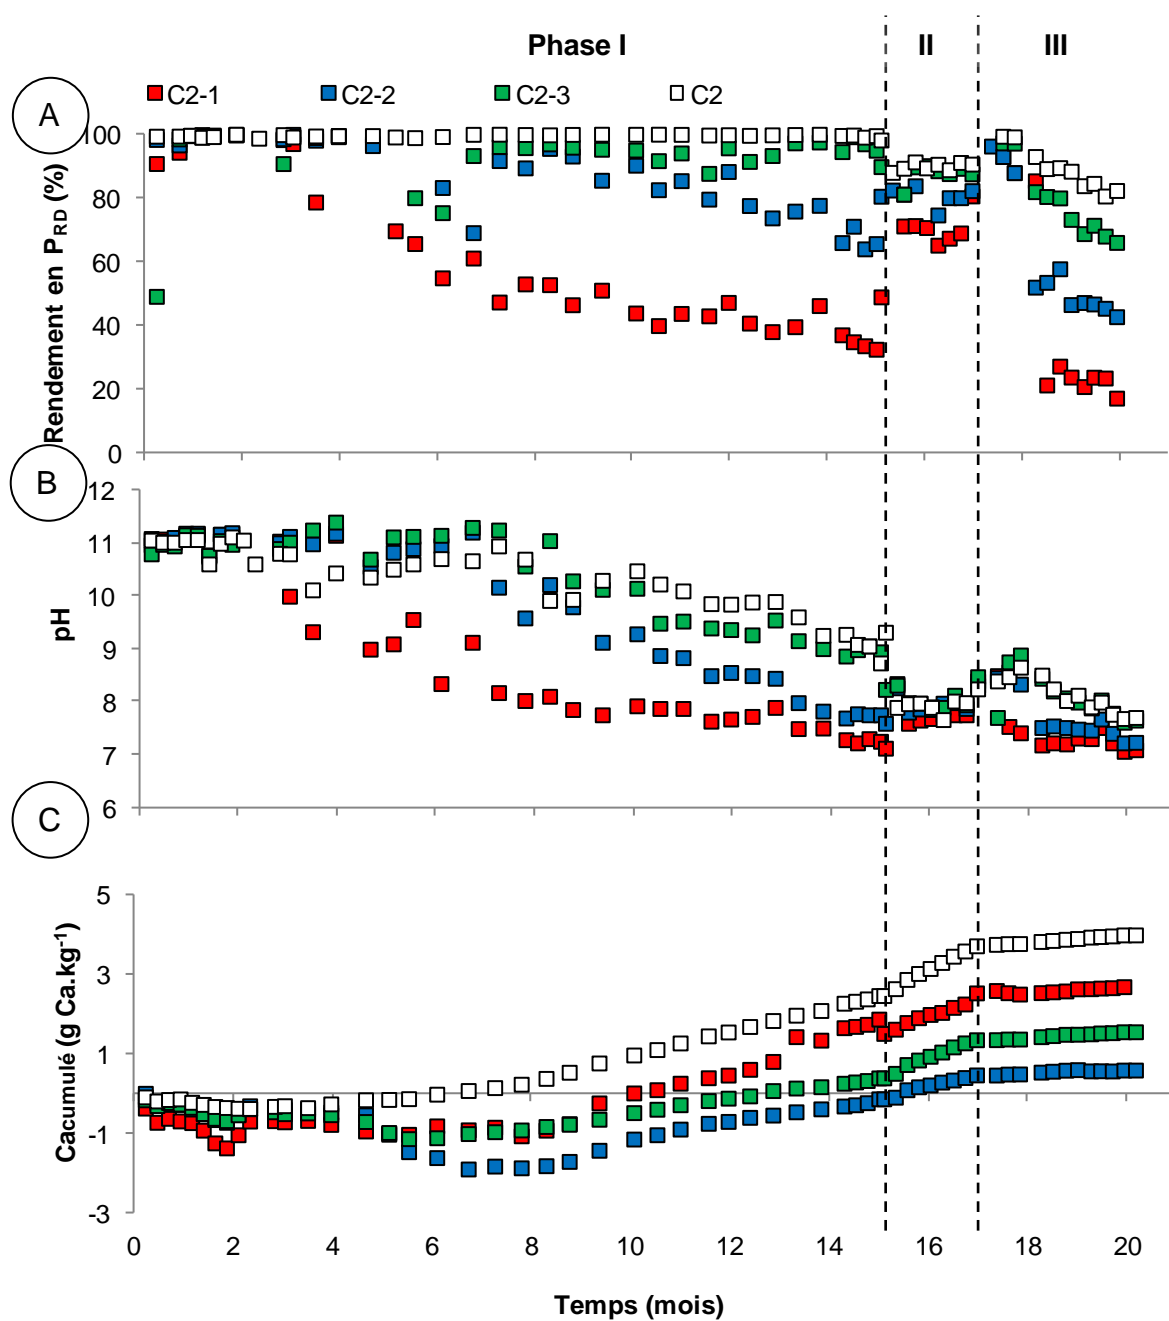 Phase I II III
C2-1 C2-2 C2-3 C2
A
Rendement en PRD (%)
100
80
60
40
20
0
B
pH
12
11
10
9
8
7
6
C
Cacumulé (g Ca.kg-1)
5
3
1
-1
-3
0 2 4 6 8 10 12 14 16 18 20
Temps (mois)